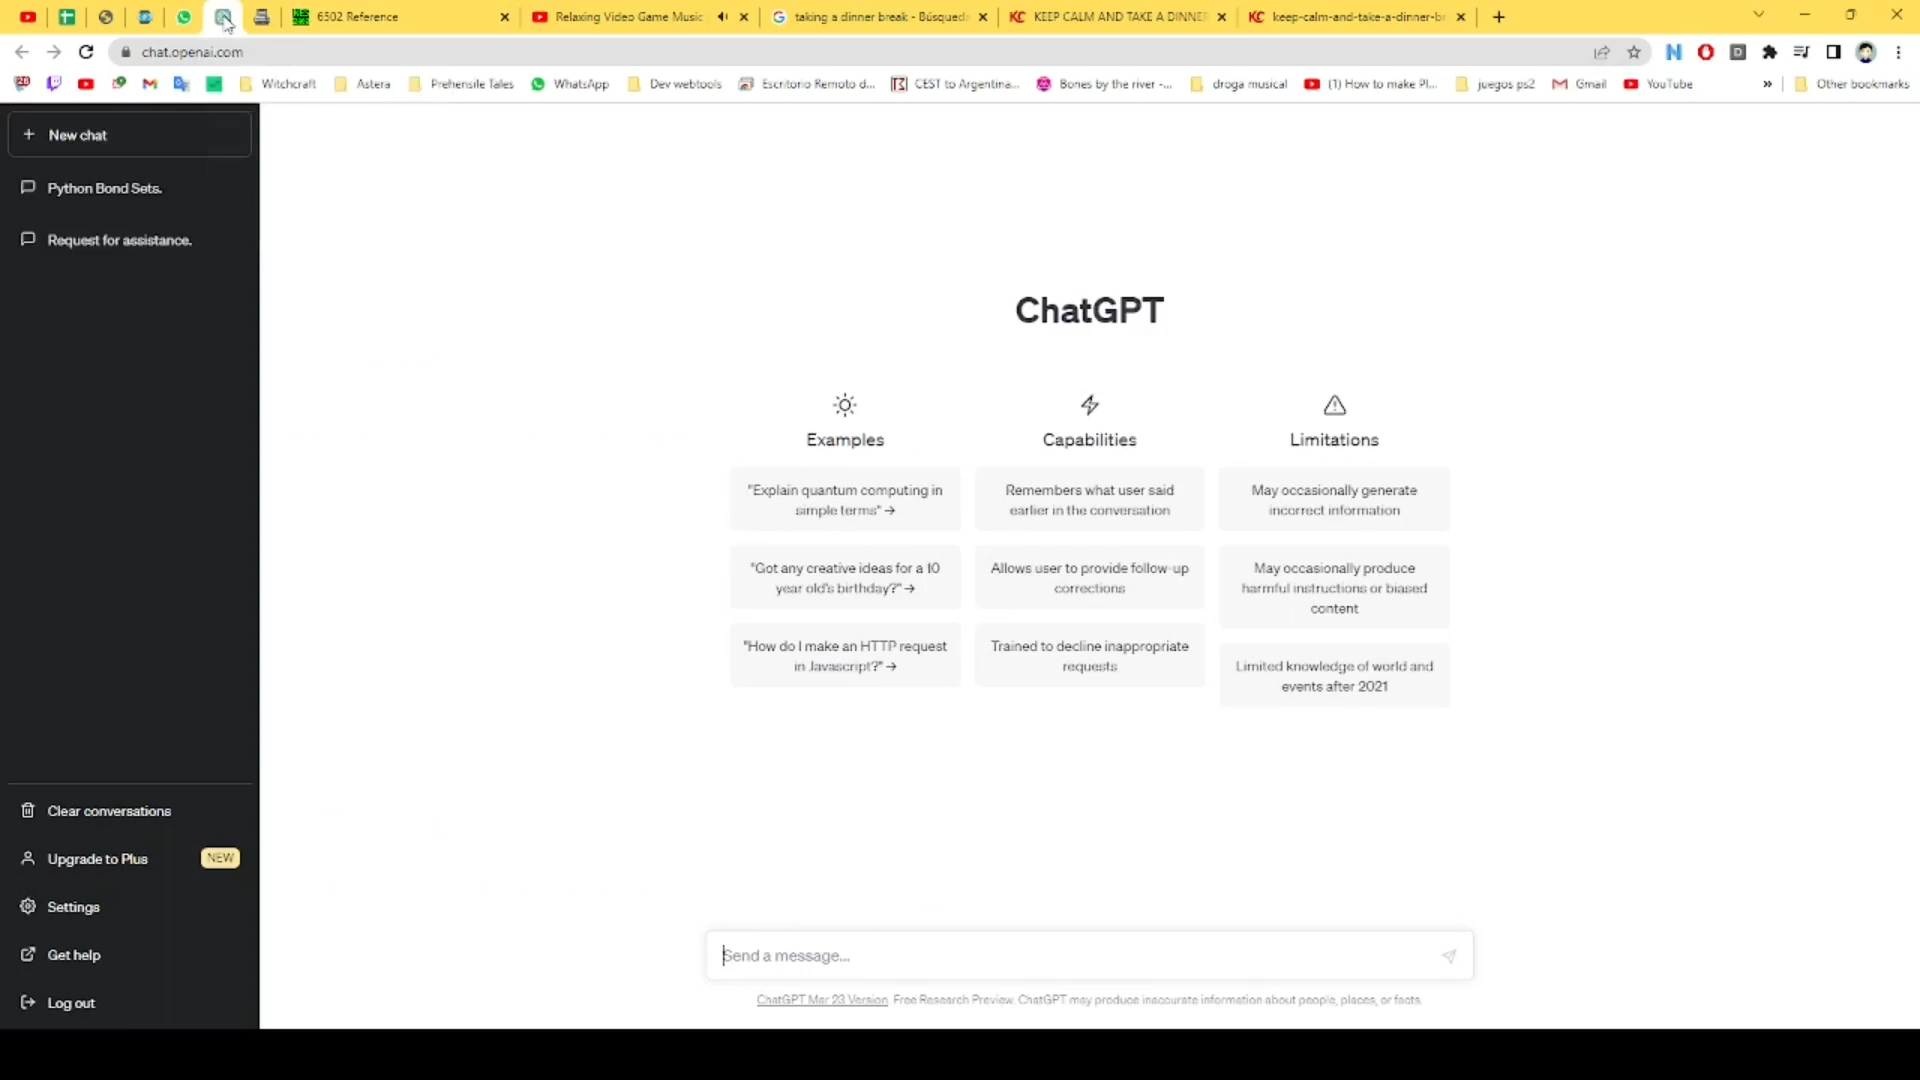 6502 Reference
Relaxing Video Game Music
taking a dinner break - Búsqued
KC KEEP CALM AND TAKE A DINNER
KC keep-calm-and-take-a-dinner-br
chat.openai.com
Witchcraft
Astera
Prehensile Tales
WhatsApp
Dev webtools
Escritorio Remoto d...
CEST to Argentina...
Bones by the river -...
droga musical
(1) How to make Pl...
juegos ps2
Gmail
YouTube
»
Other bookmarks
+ New chat
Python Bond Sets.
Request for assistance.
ChatGPT
Examples
Capabilities
Limitations
"Explain quantum computing in
simple terms" →
Remembers what user said
earlier in the conversation
May occasionally generate
incorrect information
"Got any creative ideas for a 10
year old's birthday?" →
Allows user to provide follow-up
corrections
May occasionally produce
harmful instructions or biased
content
"How do I make an HTTP request
in Javascript?" →
Trained to decline inappropriate
requests
Limited knowledge of world and
events after 2021
Clear conversations
Upgrade to Plus
NEW
Settings
Get help
Log out
Send a message...
ChatGPT Mar 23 Version. Free Research Preview. ChatGPT may produce inaccurate information about people, places, or facts.